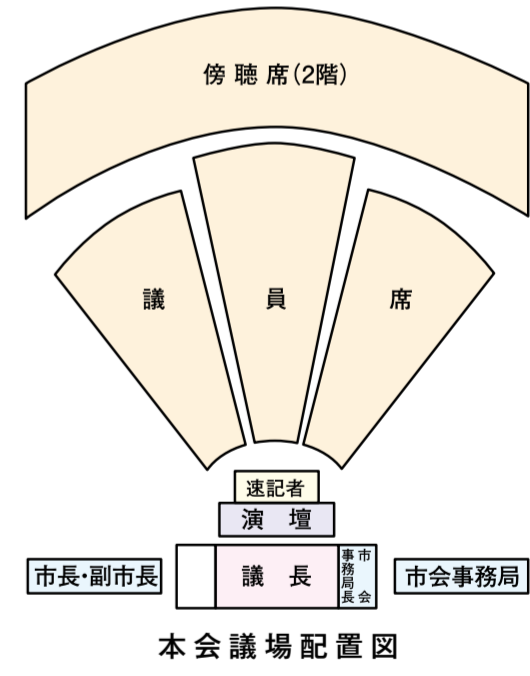 傍聴席(2階)
議員席
速記者
演壇
市長・副市長
議長
市会
事務局長
市会事務局
本会議場配置図